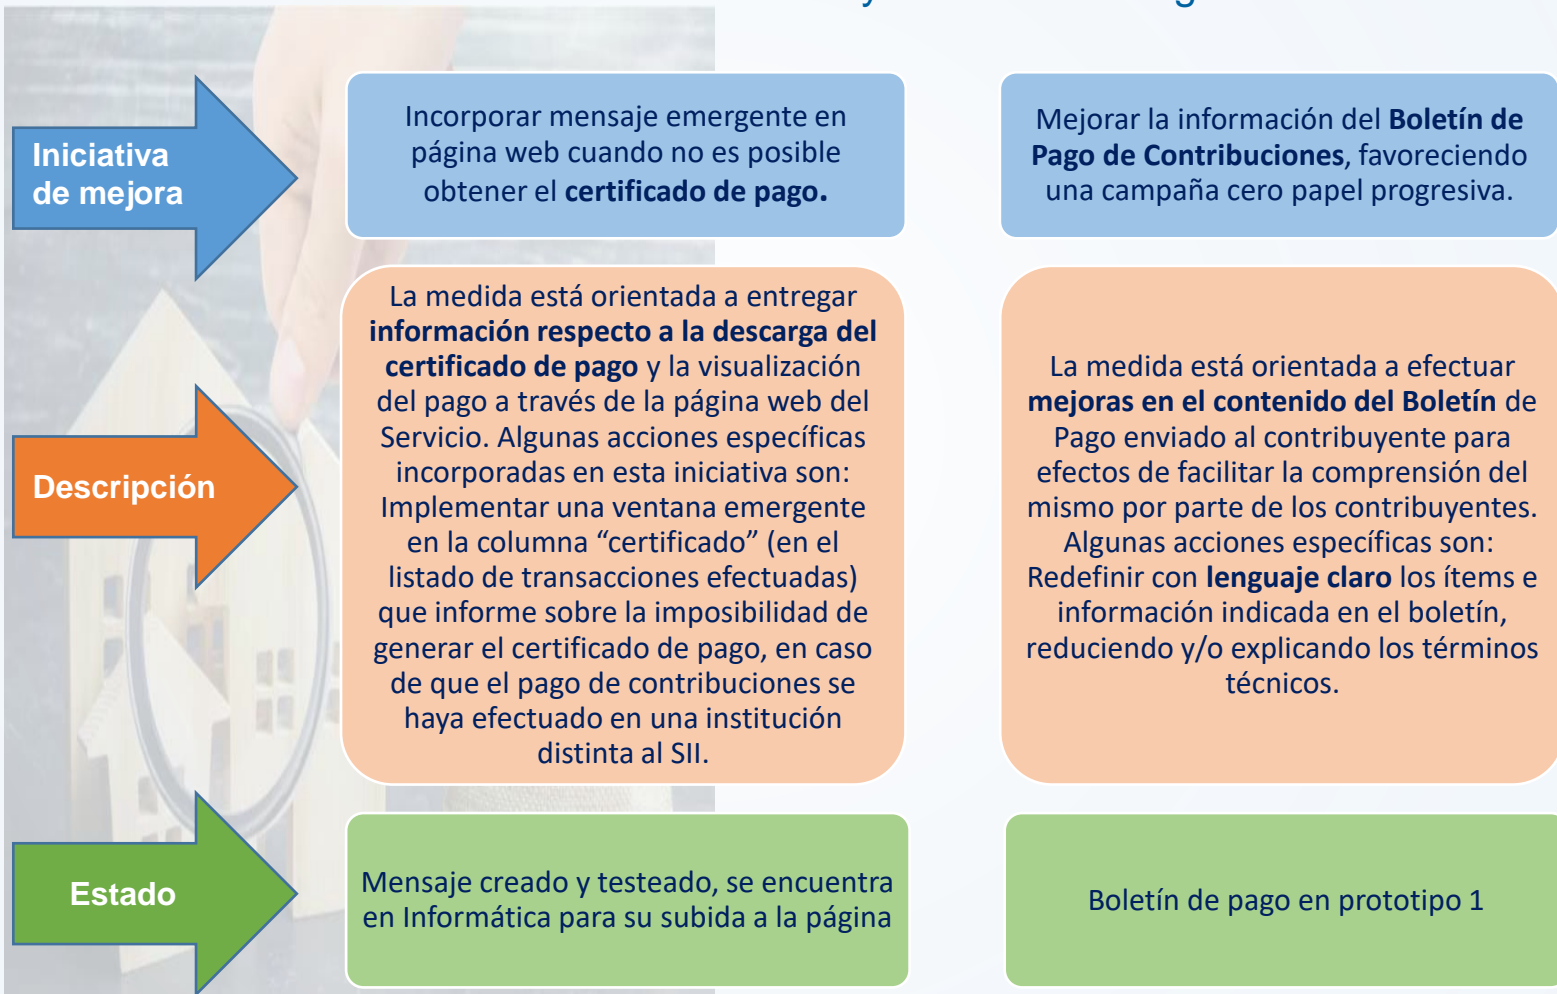 Iniciativa
de mejora
Incorporar mensaje emergente en
página web cuando no es posible
obtener el certificado de pago.
Mejorar la información del Boletín de
Pago de Contribuciones, favoreciendo
una campaña cero papel progresiva.
Descripción
La medida está orientada a entregar
información respecto a la descarga del
certificado de pago y la visualización
del pago a través de la página web del
Servicio. Algunas acciones específicas
incorporadas en esta iniciativa son:
Implementar una ventana emergente
en la columna “certificado” (en el
listado de transacciones efectuadas)
que informe sobre la imposibilidad de
generar el certificado de pago, en caso
de que el pago de contribuciones se
haya efectuado en una institución
distinta al SII.
La medida está orientada a efectuar
mejoras en el contenido del Boletín de
Pago enviado al contribuyente para
efectos de facilitar la comprensión del
mismo por parte de los contribuyentes.
Algunas acciones específicas son:
Redefinir con lenguaje claro los ítems e
información indicada en el boletín,
reduciendo y/o explicando los términos
técnicos.
Estado
Mensaje creado y testeado, se encuentra
en Informática para su subida a la página
Boletín de pago en prototipo 1